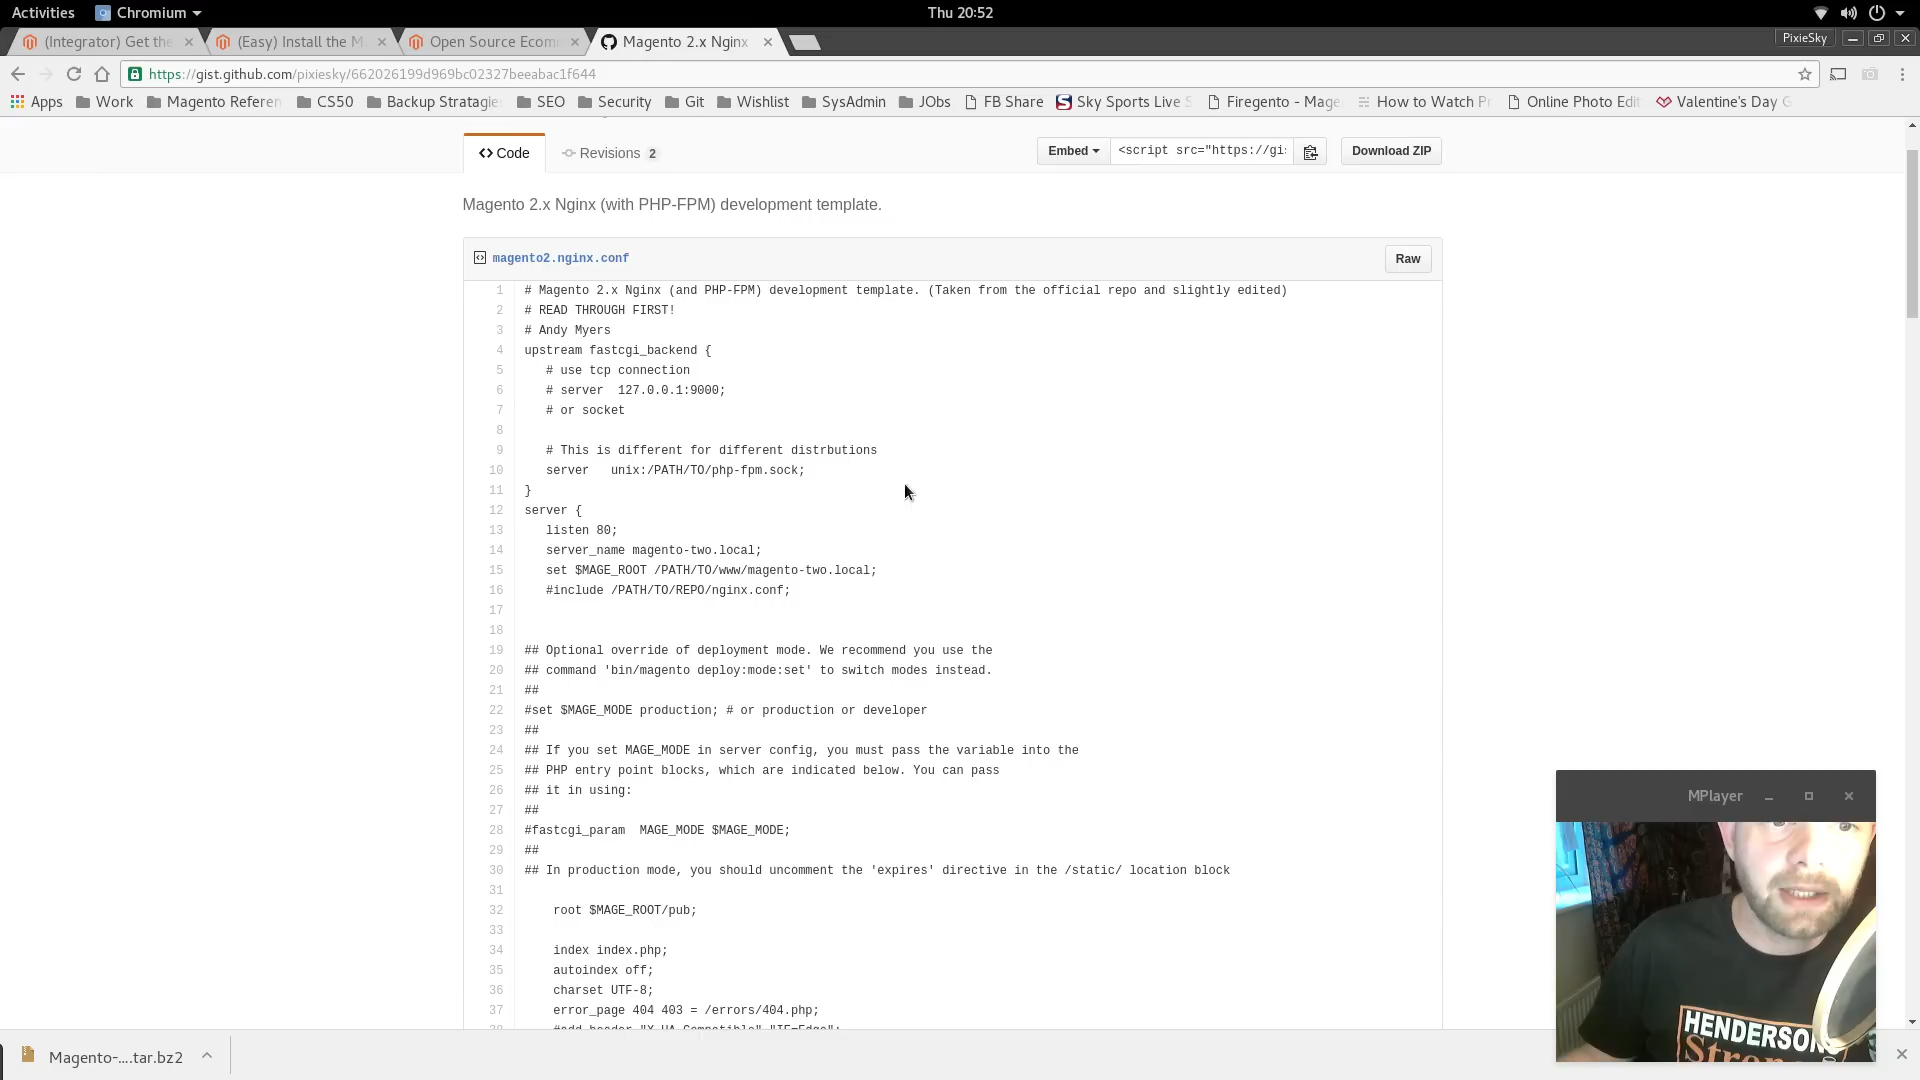 Activities
Chromium
Thu 20:52
(Integrator) Get the
(Easy) Install the M
Open Source Ecom
Magento 2.x Nginx
PixieSky
https://gist.github.com/pixiesky/662026199d969bc02327beeabac1f644
Apps
Work
Magento Referen
CS50
Backup Stratagie
SEO
Security
Git
Wishlist
SysAdmin
JObs
FB Share
Sky Sports Live S
Firegento - Mage
How to Watch Pr
Online Photo Edit
Valentine's Day G
Code
Revisions 2
Embed
<script src="https://gi
Download ZIP
Magento 2.x Nginx (with PHP-FPM) development template.
magento2.nginx.conf
Raw
1 # Magento 2.x Nginx (and PHP-FPM) development template. (Taken from the official repo and slightly edited)
2 # READ THROUGH FIRST!
3 # Andy Myers
4 upstream fastcgi_backend {
5 # use tcp connection
6 # server  127.0.0.1:9000;
7 # or socket
8
9 # This is different for different distrbutions
10 server   unix:/PATH/TO/php-fpm.sock;
11 }
12 server {
13 listen 80;
14 server_name magento-two.local;
15 set $MAGE_ROOT /PATH/TO/www/magento-two.local;
16 #include /PATH/TO/REPO/nginx.conf;
17
18
19 ## Optional override of deployment mode. We recommend you use the
20 ## command 'bin/magento deploy:mode:set' to switch modes instead.
21 ##
22 #set $MAGE_MODE production; # or production or developer
23 ##
24 ## If you set MAGE_MODE in server config, you must pass the variable into the
25 ## PHP entry point blocks, which are indicated below. You can pass
26 ## it in using:
27 ##
28 #fastcgi_param  MAGE_MODE $MAGE_MODE;
29 ##
30 ## In production mode, you should uncomment the 'expires' directive in the /static/ location block
31
32 root $MAGE_ROOT/pub;
33
34 index index.php;
35 autoindex off;
36 charset UTF-8;
37 error_page 404 403 = /errors/404.php;
38 #add_header "X-UA-Compatible" "IE=Edge";
MPlayer
HENDERSON
Magento-....tar.bz2